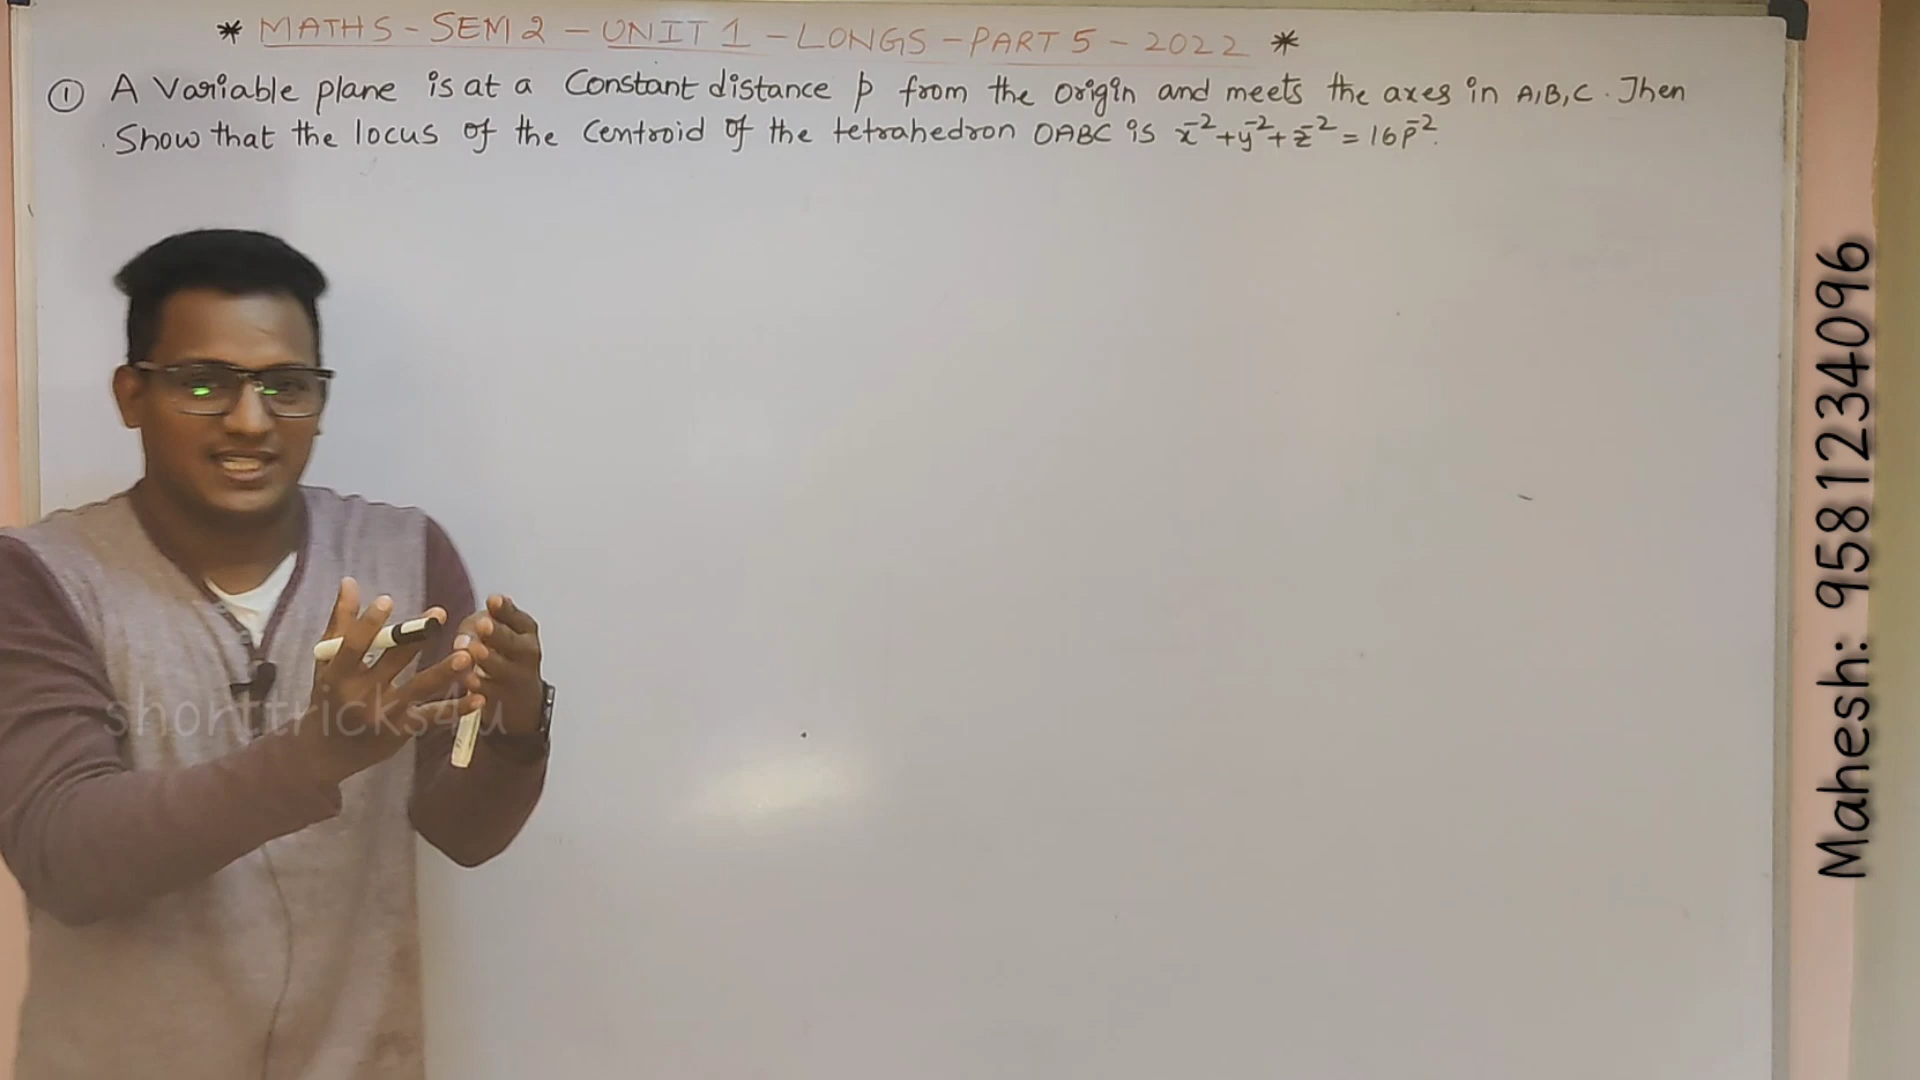 * MATHS - SEM 2 - UNIT 1 - LONGS - PART 5 - 2022 *
① A Variable plane is at a Constant distance p from the origin and meets the axes in A,B,C. Then
Show that the locus of the Centroid of the tetrahedron OABC is x⁻²+y⁻²+z⁻² = 16p⁻².
shorttricks4u
Mahesh: 9581234096